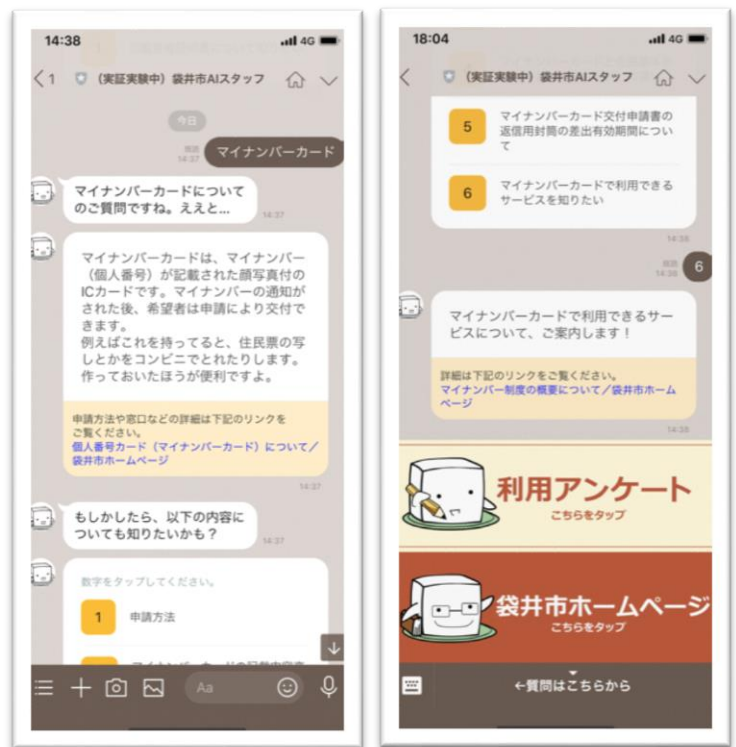 14:38
4G
1
（実証実験中）袋井市AIスタッフ
今日
既読
14:37
マイナンバーカード
マイナンバーカードについて
のご質問ですね。ええと...
14:37
マイナンバーカードは、マイナンバー
（個人番号）が記載された顔写真付の
ICカードです。マイナンバーの通知が
された後、希望者は申請により交付で
きます。
例えばこれを持ってると、住民票の写
しとかをコンビニでとれたりします。
作っておいたほうが便利ですよ。
申請方法や窓口などの詳細は下記のリンクを
ご覧ください。
個人番号カード（マイナンバーカード）について／
袋井市ホームページ
14:37
もしかしたら、以下の内容に
ついても知りたいかも？
14:37
数字をタップしてください。
1
申請方法
Aa
18:04
4G
（実証実験中）袋井市AIスタッフ
5
マイナンバーカード交付申請書の
返信用封筒の差出有効期間につい
て
6
マイナンバーカードで利用できる
サービスを知りたい
14:38
既読
14:38
6
マイナンバーカードで利用できるサー
ビスについて、ご案内します！
詳細は下記のリンクをご覧ください。
マイナンバー制度の概要について／袋井市ホーム
ページ
14:38
利用アンケート
こちらをタップ
袋井市ホームページ
こちらをタップ
←質問はこちらから